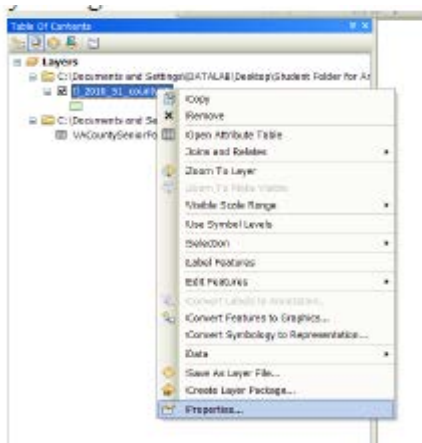 Table Of Contents
Layers
C:\Documents and Settings\DATALAB\Desktop\Student Folder for Ar
tl_2010_51_county
C:\Documents and Se
VACountySeniorFo
Copy
Remove
Open Attribute Table
Joins and Relates
Zoom To Layer
Zoom To Make Visible
Visible Scale Range
Use Symbol Levels
Selection
Label Features
Edit Features
Convert Labels to Annotation...
Convert Features to Graphics...
Convert Symbology to Representation...
Data
Save As Layer File...
Create Layer Package...
Properties...